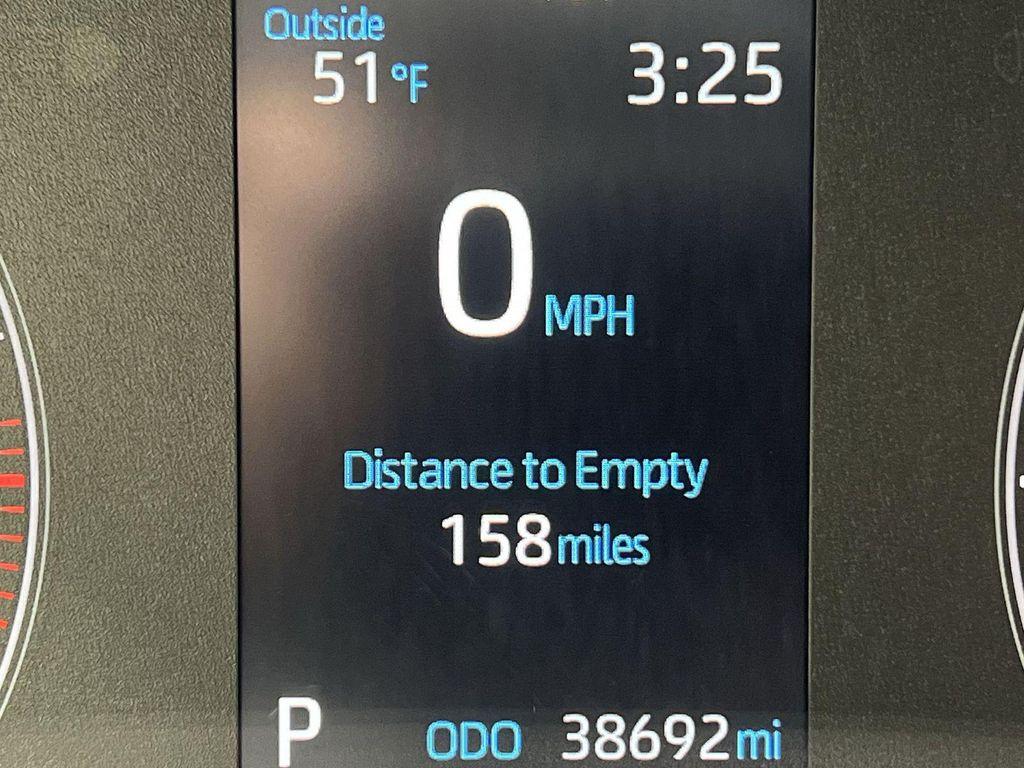 Outside
51°F 3:25
0 MPH
Distance to Empty
158 miles
P ODO 38692 mi